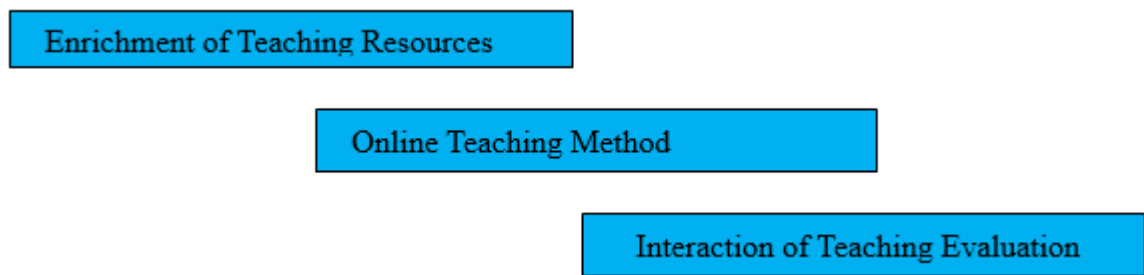 Enrichment of Teaching Resources
Online Teaching Method
Interaction of Teaching Evaluation